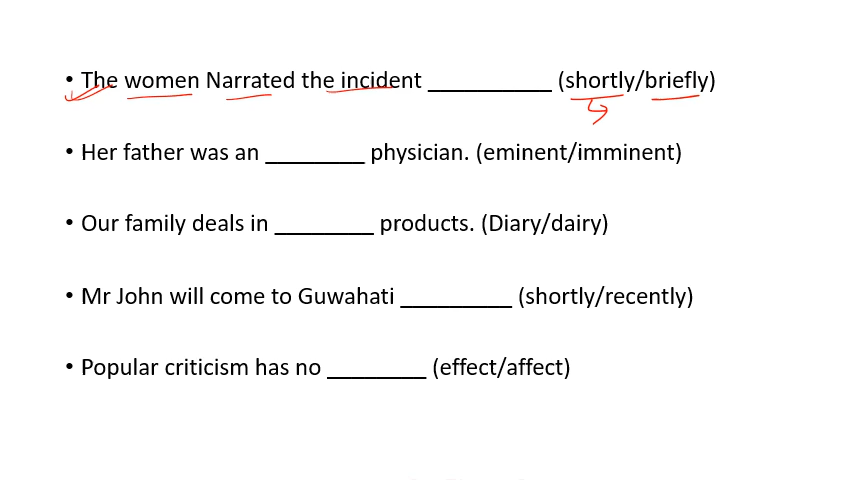 • The women Narrated the incident __________ (shortly/briefly)
• Her father was an ________ physician. (eminent/imminent)
• Our family deals in ________ products. (Diary/dairy)
• Mr John will come to Guwahati _________ (shortly/recently)
• Popular criticism has no ________ (effect/affect)